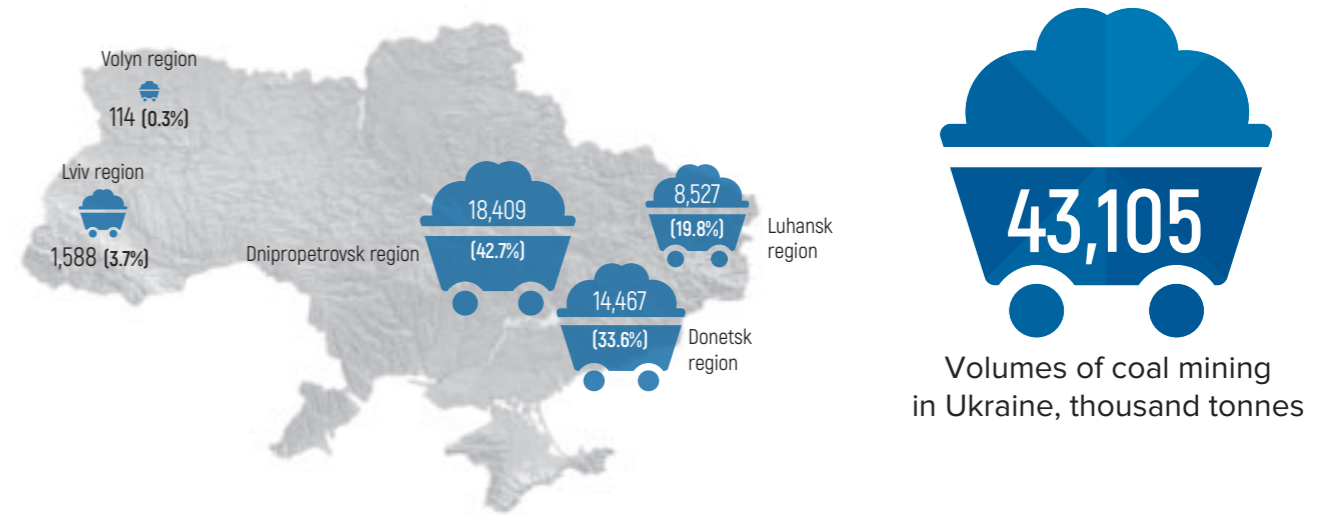 Volyn region
114 (0.3%)
Lviv region
1,588 (3.7%)
Dnipropetrovsk region
18,409
(42.7%)
8,527
(19.8%)
Luhansk
region
14,467
(33.6%)
Donetsk
region
43,105
Volumes of coal mining
in Ukraine, thousand tonnes